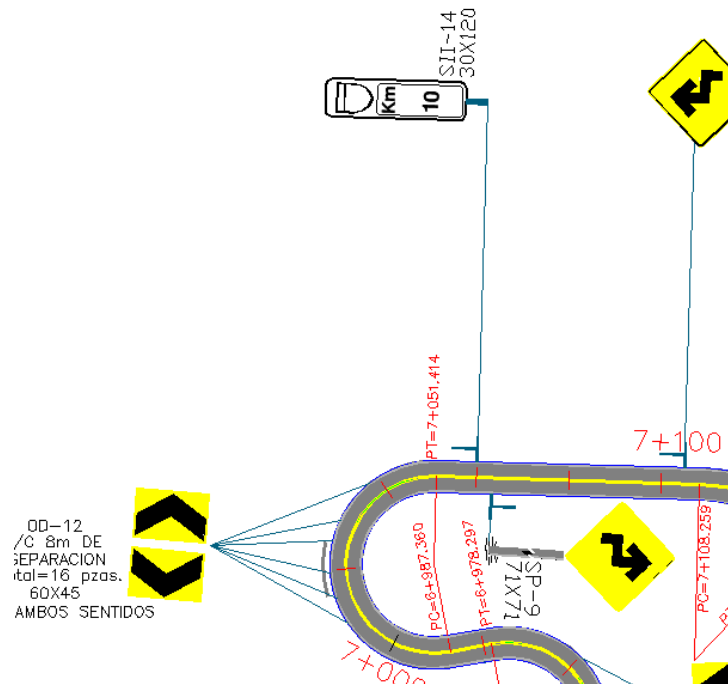 SII-14
30X120
Km
10
PT=7+051.414
7+100
OD-12
/C 8m DE
SEPARACION
tal=16 pzas.
60X45
AMBOS SENTIDOS
PC=6+987.360
PT=6+978.297
SP-9
71X71
PC=7+108.259
7+000